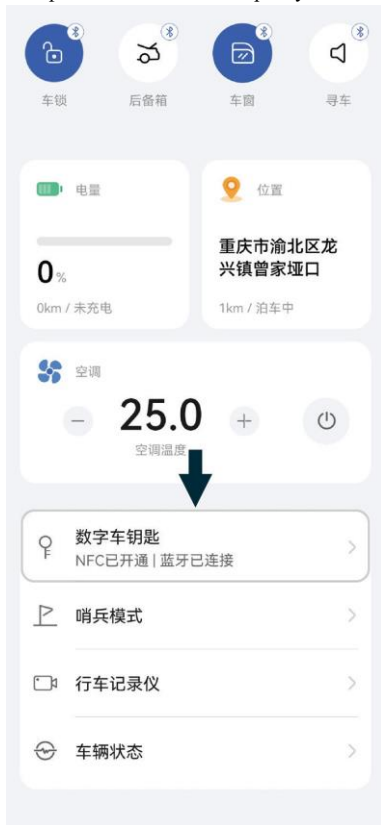 车锁
后备箱
车窗
寻车
电量
位置
0%
0km / 未充电
重庆市渝北区龙
兴镇曾家垭口
1km / 泊车中
空调
− 25.0 +
空调温度
数字车钥匙
NFC已开通 | 蓝牙已连接
哨兵模式
行车记录仪
车辆状态